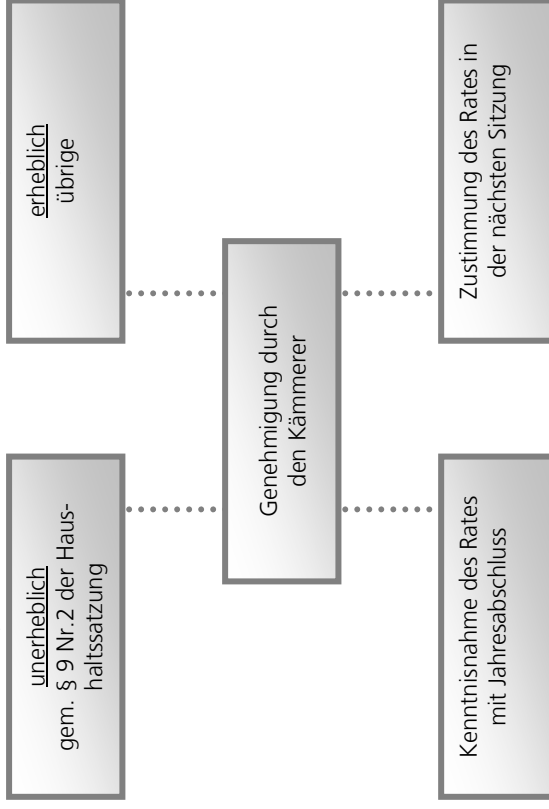 unerheblich
gem. § 9 Nr.2 der Haus-
haltssatzung
erheblich
übrige
Genehmigung durch
den Kämmerer
Kenntnisnahme des Rates
mit Jahresabschluss
Zustimmung des Rates in
der nächsten Sitzung